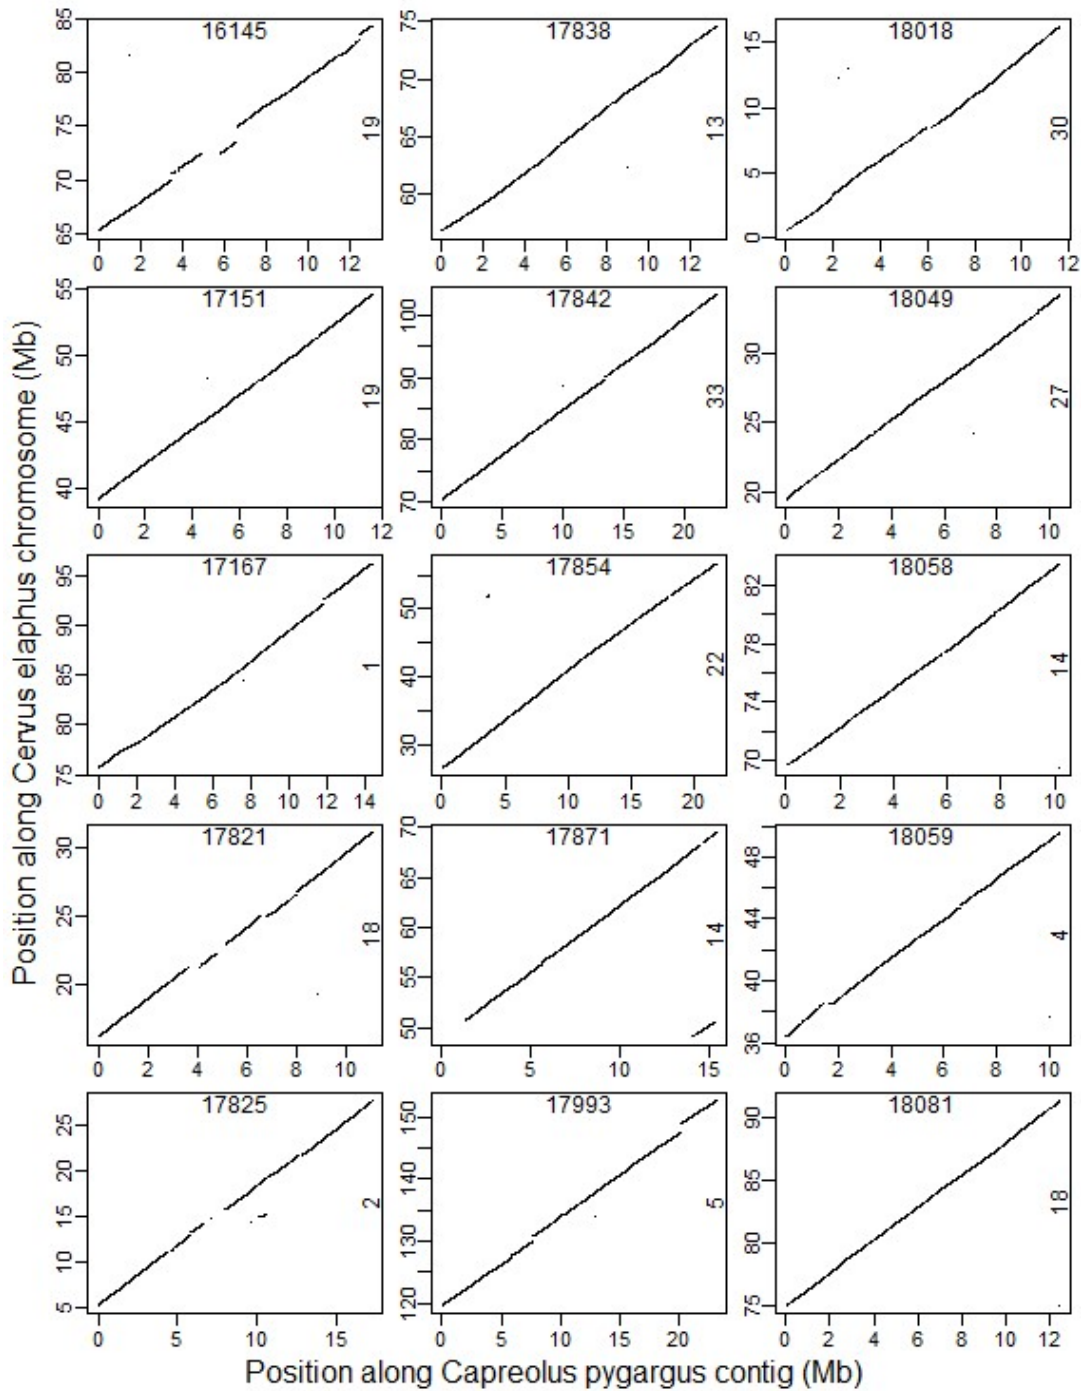 Position along Cervus elaphus chromosome (Mb)
16145
19
65 70 75 80 85
0 2 4 6 8 10 12
17838
13
60 65 70 75
0 2 4 6 8 10 12
18018
30
0 5 10 15
0 2 4 6 8 10 12
17151
19
40 45 50 55
0 2 4 6 8 10 12
17842
33
70 80 90 100
0 5 10 15 20
18049
27
20 25 30
0 2 4 6 8 10
17167
1
75 80 85 90 95
0 2 4 6 8 10 12 14
17854
22
30 40 50
0 5 10 15 20
18058
14
70 74 78 82
0 2 4 6 8 10
17821
18
20 25 30
0 2 4 6 8 10
17871
14
50 55 60 65 70
0 5 10 15
18059
4
36 40 44 48
0 2 4 6 8 10
17825
2
5 10 15 20 25
0 5 10 15
17993
5
120 130 140 150
0 5 10 15 20
18081
18
75 80 85 90
0 2 4 6 8 10 12
Position along Capreolus pygargus contig (Mb)